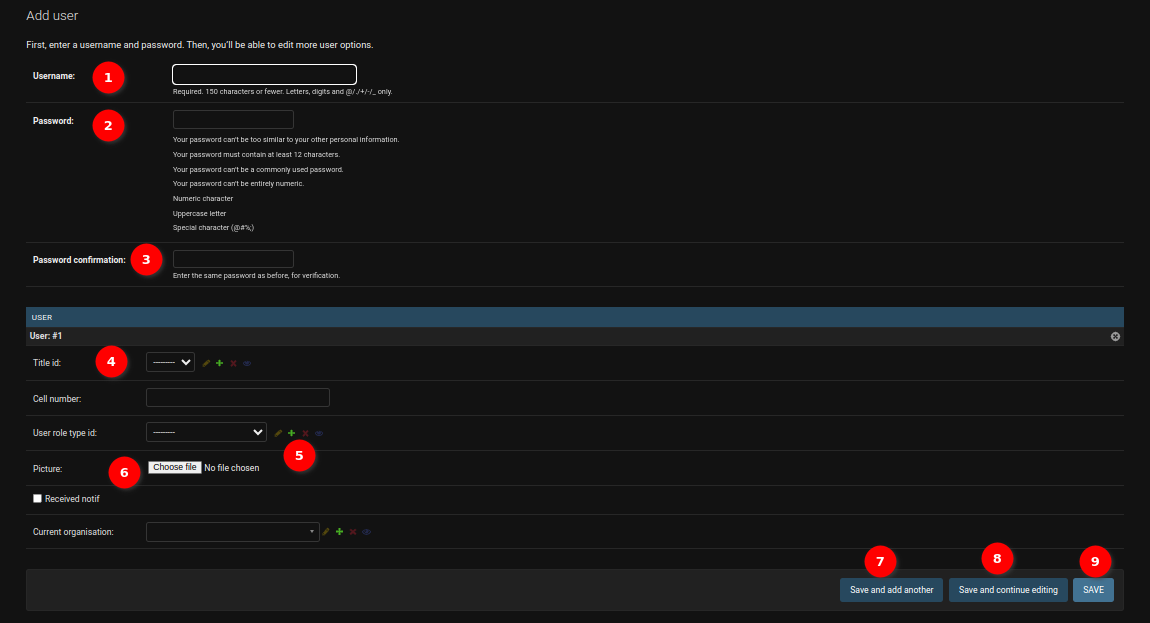 Add user
First, enter a username and password. Then, you'll be able to edit more user options.
Username: 1
Required. 150 characters or fewer. Letters, digits and @/./+/-/_ only.
Password: 2
Your password can't be too similar to your other personal information.
Your password must contain at least 12 characters.
Your password can't be a commonly used password.
Your password can't be entirely numeric.
Numeric character
Uppercase letter
Special character (@#%;)
Password confirmation: 3
Enter the same password as before, for verification.
USER
User: #1
Title id: 4 ---------
Cell number:
User role type id: ---------
5
Picture: 6 Choose file No file chosen
Received notif
Current organisation:
7 8 9
Save and add another Save and continue editing SAVE